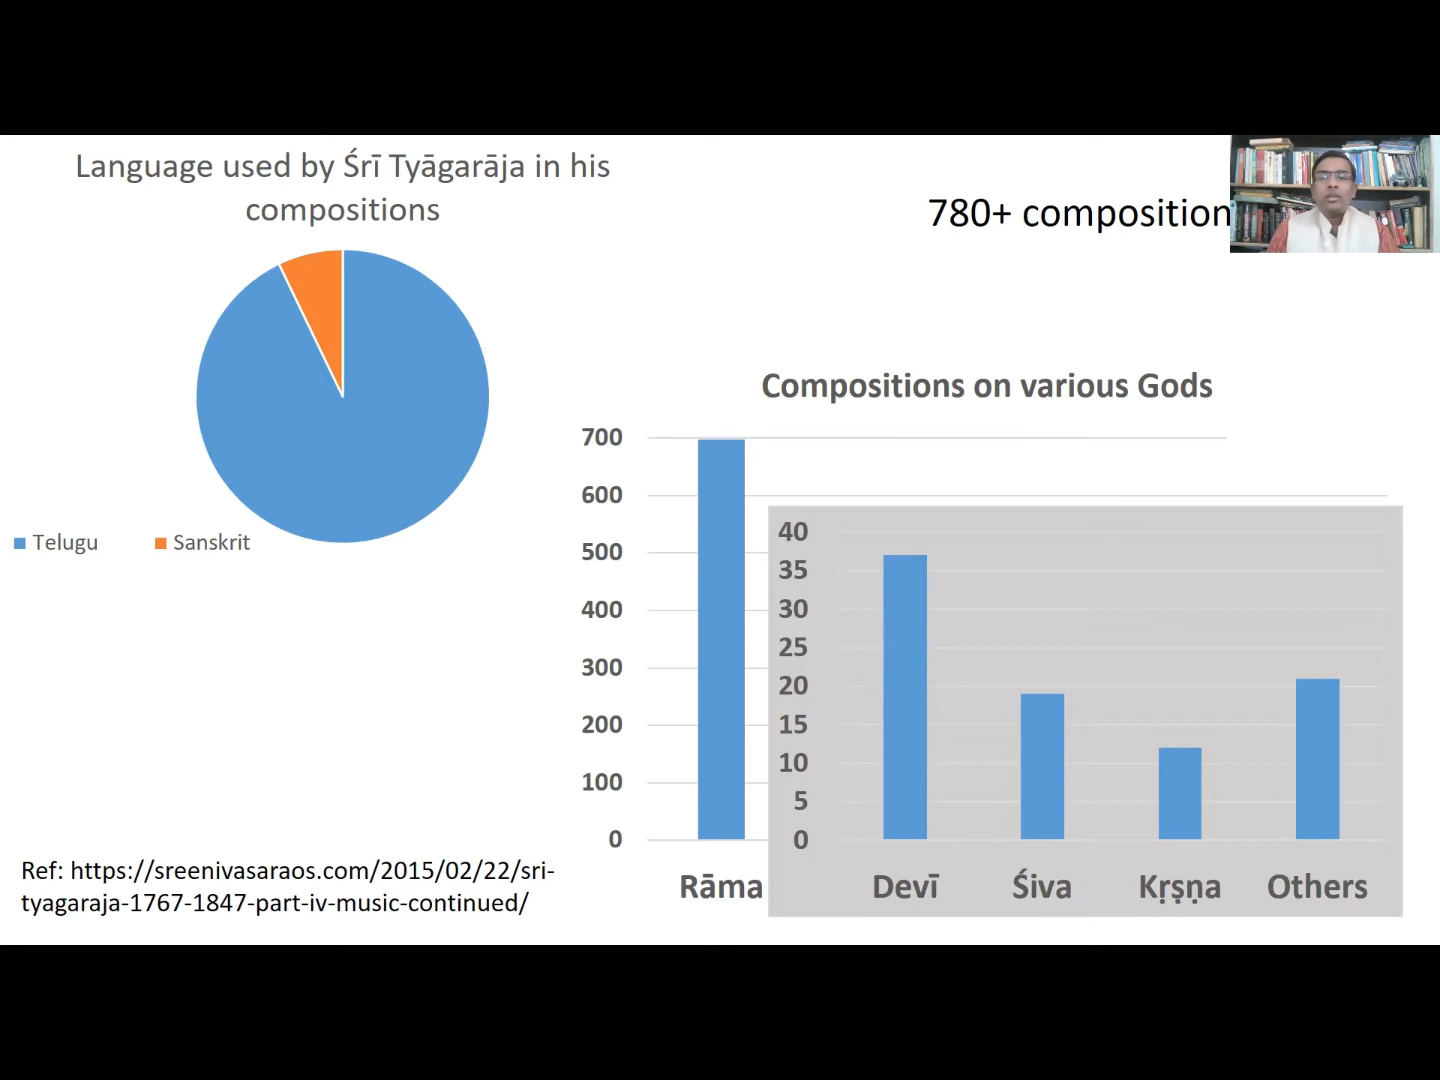 Language used by Śrī Tyāgarāja in his
compositions
Telugu
Sanskrit
780+ composition
Compositions on various Gods
700
600
500
400
300
200
100
0
Rāma
40
35
30
25
20
15
10
5
0
Devī
Śiva
Kṛṣṇa
Others
Ref: https://sreenivasaraos.com/2015/02/22/sri-
tyagaraja-1767-1847-part-iv-music-continued/